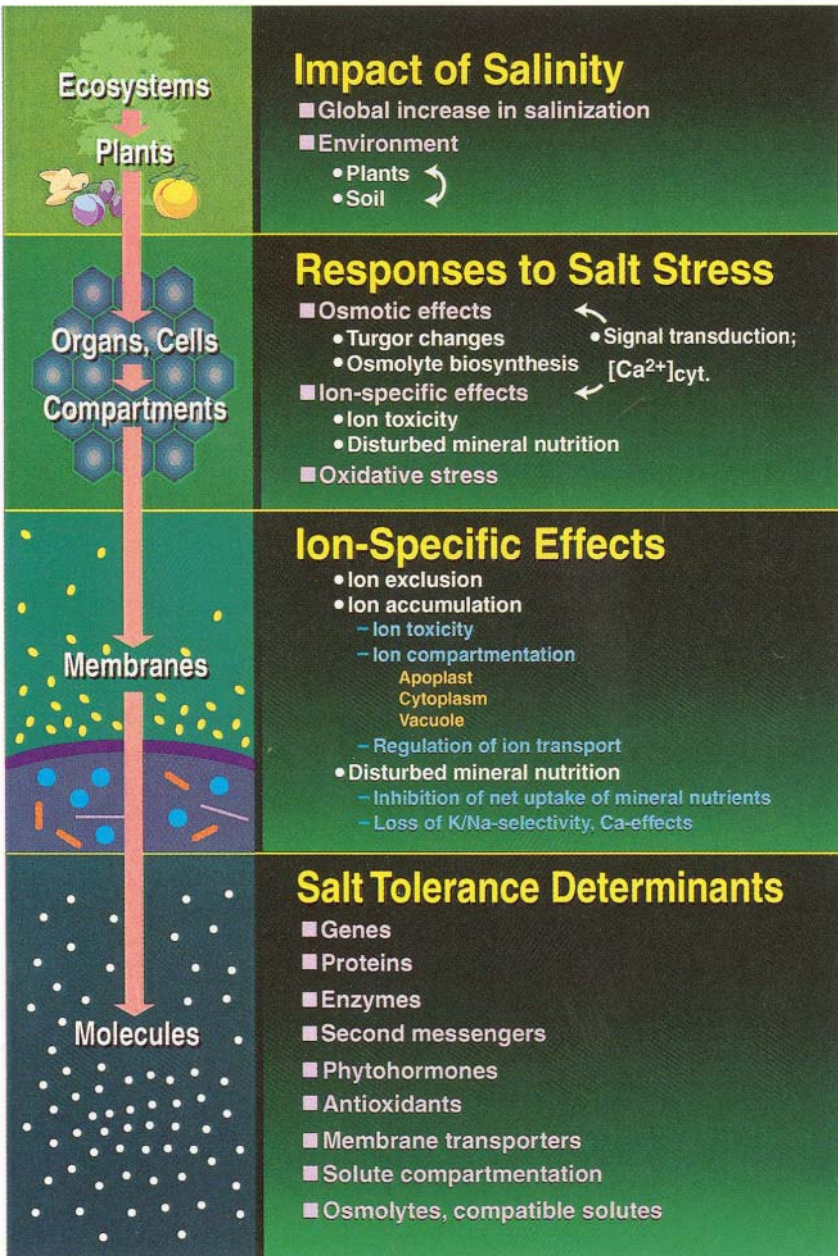 Ecosystems
Plants
Impact of Salinity
Global increase in salinization
Environment
Plants
Soil
Organs, Cells
Compartments
Responses to Salt Stress
Osmotic effects
Turgor changes
Osmolyte biosynthesis
Signal transduction;
[Ca²⁺]cyt.
Ion-specific effects
Ion toxicity
Disturbed mineral nutrition
Oxidative stress
Membranes
Ion-Specific Effects
Ion exclusion
Ion accumulation
– Ion toxicity
– Ion compartmentation
Apoplast
Cytoplasm
Vacuole
– Regulation of ion transport
Disturbed mineral nutrition
– Inhibition of net uptake of mineral nutrients
– Loss of K/Na-selectivity, Ca-effects
Molecules
Salt Tolerance Determinants
Genes
Proteins
Enzymes
Second messengers
Phytohormones
Antioxidants
Membrane transporters
Solute compartmentation
Osmolytes, compatible solutes